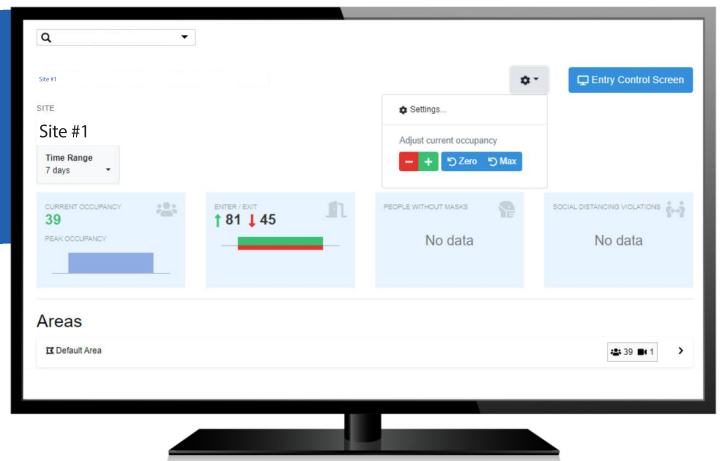 Site #1
Entry Control Screen
SITE
Settings...
Site #1
Adjust current occupancy
Time Range
7 days
− + Zero Max
CURRENT OCCUPANCY
39
PEAK OCCUPANCY
ENTER / EXIT
↑ 81 ↓ 45
PEOPLE WITHOUT MASKS
No data
SOCIAL DISTANCING VIOLATIONS
No data
Areas
Default Area
39 1